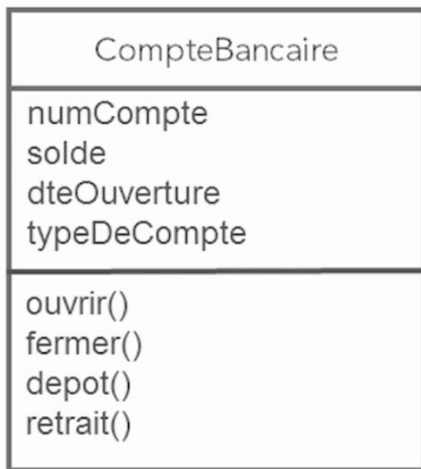 CompteBancaire
numCompte
solde
dteOuverture
typeDeCompte
ouvrir()
fermer()
depot()
retrait()